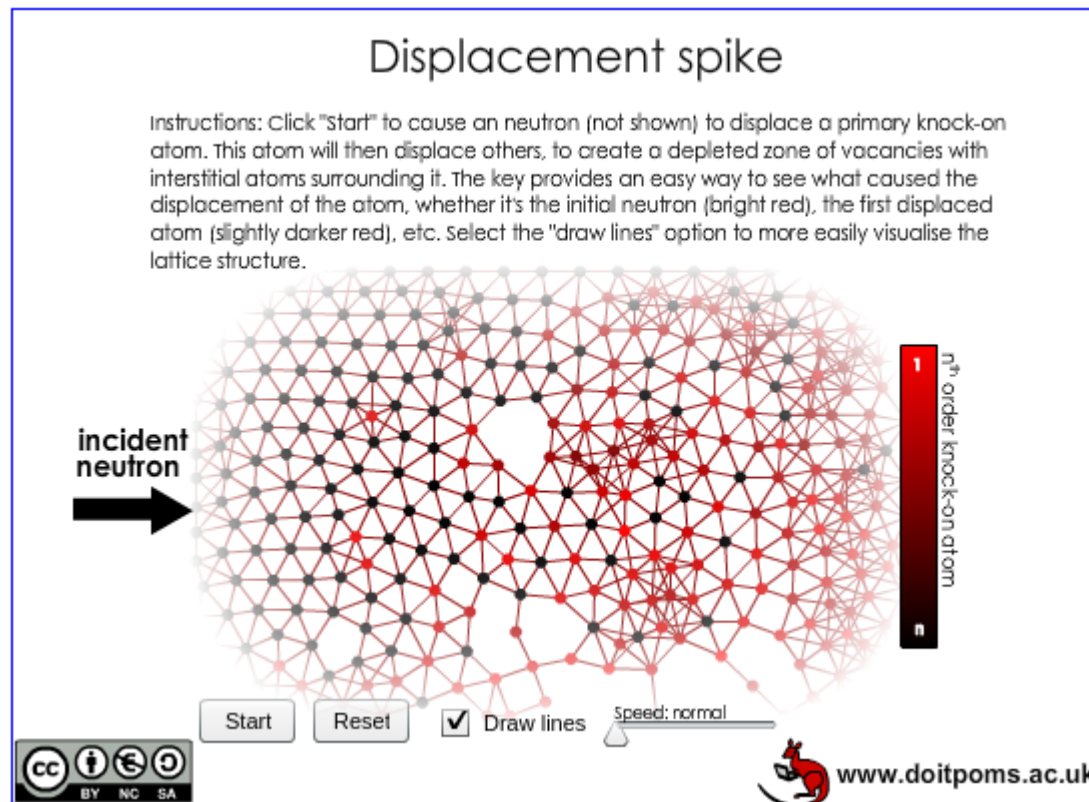 Displacement spike
Instructions: Click "Start" to cause an neutron (not shown) to displace a primary knock-on
atom. This atom will then displace others, to create a depleted zone of vacancies with
interstitial atoms surrounding it. The key provides an easy way to see what caused the
displacement of the atom, whether it's the initial neutron (bright red), the first displaced
atom (slightly darker red), etc. Select the "draw lines" option to more easily visualise the
lattice structure.
incident
neutron
1
n
nth order knock-on atom
Start
Reset
Draw lines
Speed: normal
cc
BY NC SA
www.doitpoms.ac.uk